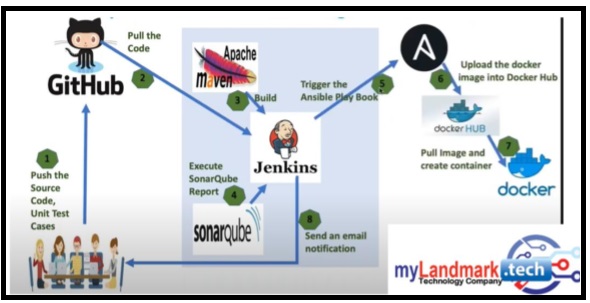 Pull the
Code
2
GitHub
1
Push the
Source
Code,
Unit Test
Cases
Apache
maven
3
Build
Jenkins
Execute
SonarQube
Report
4
sonarqube
8
Send an email
notification
Trigger the
Ansible Play Book
5
A
6
Upload the docker
image into Docker Hub
docker HUB
7
Pull Image and
create container
docker
myLandmark.tech
Technology Company